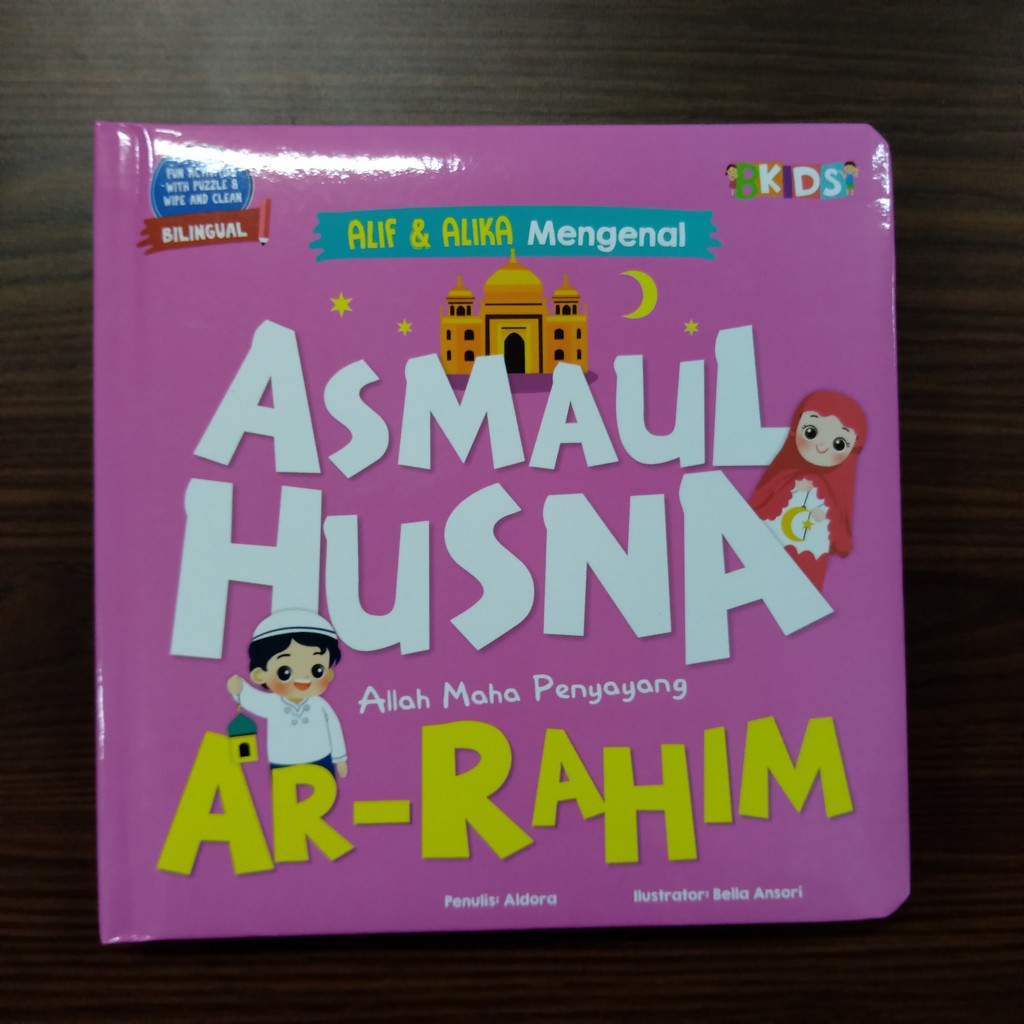 FUN ACTIVITIES
WITH PUZZLE &
WIPE AND CLEAN
BILINGUAL
BKIDS
ALIF & ALIKA Mengenal
ASMAUL
HUSNA
Allah Maha Penyayang
AR-RAHIM
Penulis: Aldora
Ilustrator: Bella Ansori